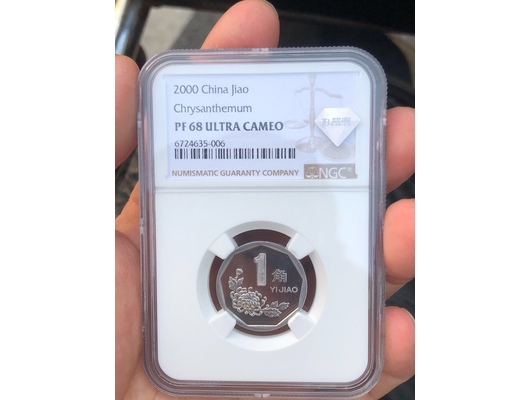 2000 China Jiao
Chrysanthemum
PF 68 ULTRA CAMEO
6724635-006
NUMISMATIC GUARANTY COMPANY
NGC
1角
YI JIAO